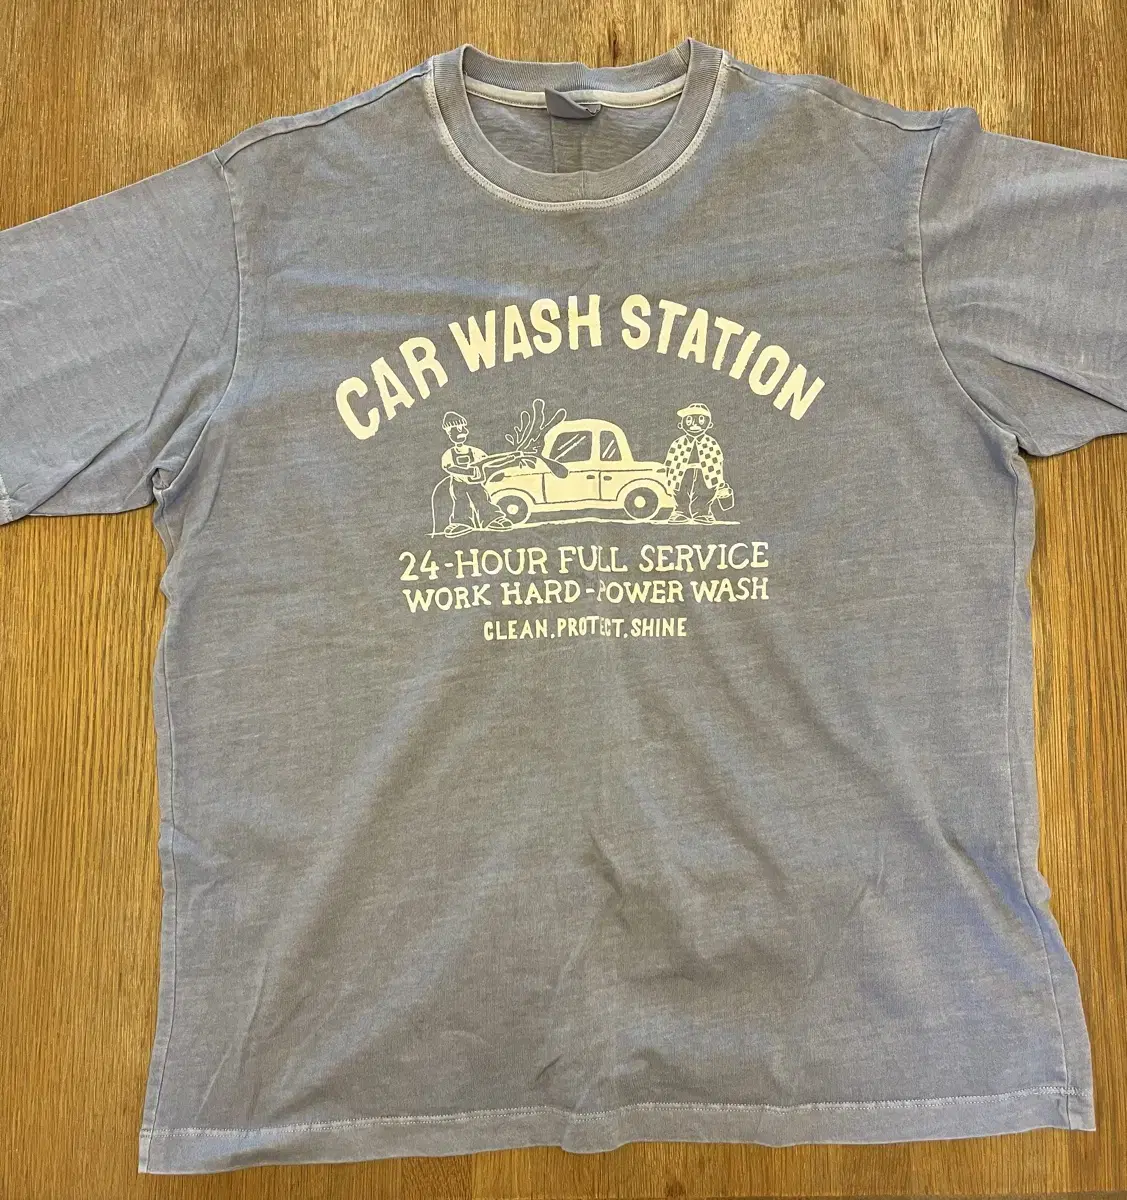 CAR WASH STATION
24-HOUR FULL SERVICE
WORK HARD-POWER WASH
CLEAN.PROTECT.SHINE